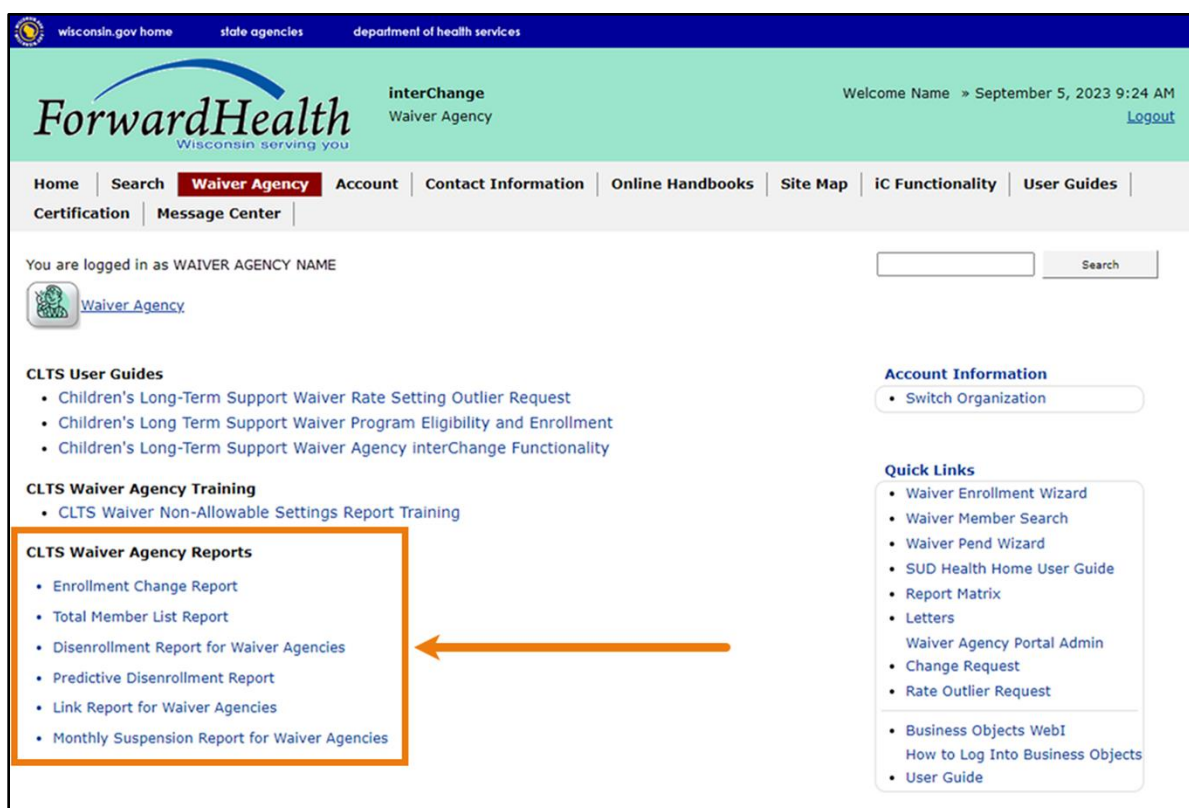 wisconsin.gov home state agencies department of health services
ForwardHealth
Wisconsin serving you
interChange
Waiver Agency
Welcome Name » September 5, 2023 9:24 AM
Logout
Home Search Waiver Agency Account Contact Information Online Handbooks Site Map iC Functionality User Guides
Certification Message Center
You are logged in as WAIVER AGENCY NAME
Search
Waiver Agency
CLTS User Guides
• Children's Long-Term Support Waiver Rate Setting Outlier Request
• Children's Long Term Support Waiver Program Eligibility and Enrollment
• Children's Long-Term Support Waiver Agency interChange Functionality
CLTS Waiver Agency Training
• CLTS Waiver Non-Allowable Settings Report Training
CLTS Waiver Agency Reports
• Enrollment Change Report
• Total Member List Report
• Disenrollment Report for Waiver Agencies
• Predictive Disenrollment Report
• Link Report for Waiver Agencies
• Monthly Suspension Report for Waiver Agencies
Account Information
• Switch Organization
Quick Links
• Waiver Enrollment Wizard
• Waiver Member Search
• Waiver Pend Wizard
• SUD Health Home User Guide
• Report Matrix
• Letters
Waiver Agency Portal Admin
• Change Request
• Rate Outlier Request
• Business Objects WebI
How to Log Into Business Objects
• User Guide